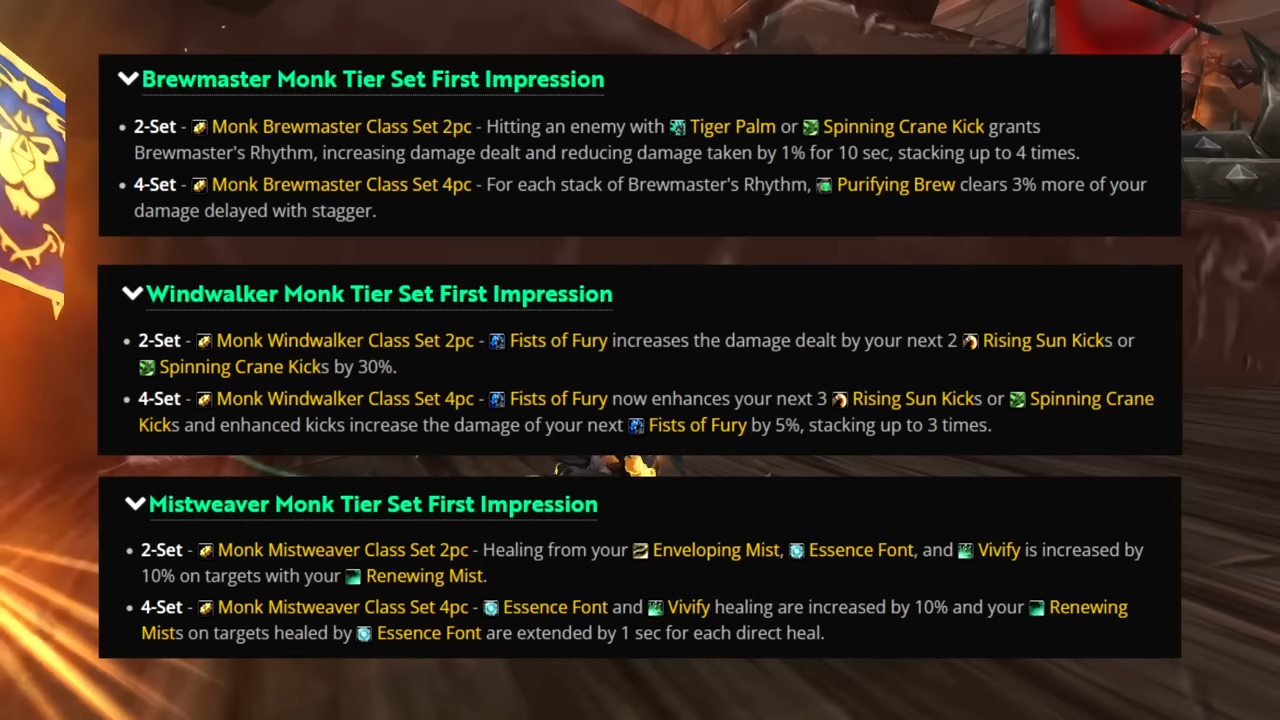 Brewmaster Monk Tier Set First Impression
• 2-Set - Monk Brewmaster Class Set 2pc - Hitting an enemy with Tiger Palm or Spinning Crane Kick grants
Brewmaster's Rhythm, increasing damage dealt and reducing damage taken by 1% for 10 sec, stacking up to 4 times.
• 4-Set - Monk Brewmaster Class Set 4pc - For each stack of Brewmaster's Rhythm, Purifying Brew clears 3% more of your
damage delayed with stagger.
Windwalker Monk Tier Set First Impression
• 2-Set - Monk Windwalker Class Set 2pc - Fists of Fury increases the damage dealt by your next 2 Rising Sun Kicks or
Spinning Crane Kicks by 30%.
• 4-Set - Monk Windwalker Class Set 4pc - Fists of Fury now enhances your next 3 Rising Sun Kicks or Spinning Crane
Kicks and enhanced kicks increase the damage of your next Fists of Fury by 5%, stacking up to 3 times.
Mistweaver Monk Tier Set First Impression
• 2-Set - Monk Mistweaver Class Set 2pc - Healing from your Enveloping Mist, Essence Font, and Vivify is increased by
10% on targets with your Renewing Mist.
• 4-Set - Monk Mistweaver Class Set 4pc - Essence Font and Vivify healing are increased by 10% and your Renewing
Mists on targets healed by Essence Font are extended by 1 sec for each direct heal.